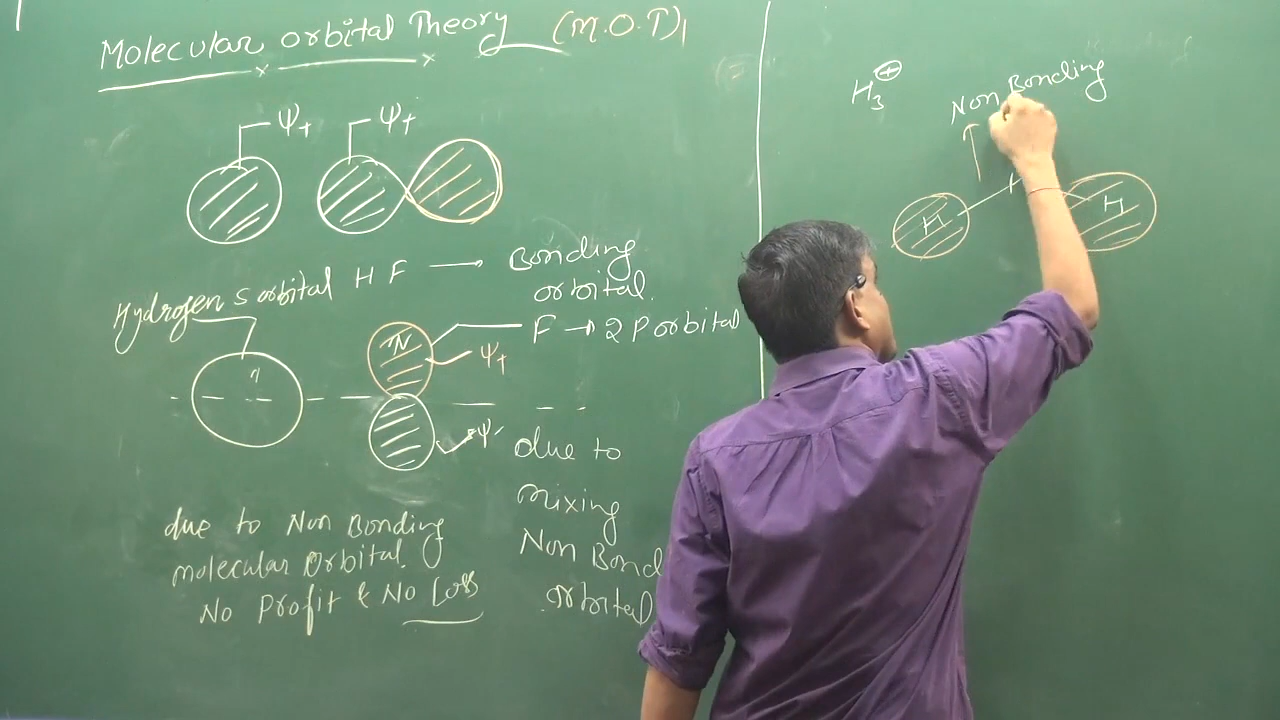 Molecular orbital Theory (M.O.T)
Ψ+ Ψ+
Hydrogen s orbital H F → Bonding
orbital.
F → 2 P orbital
Ψ+
Ψ-
due to
mixing
Non Bond
orbital
due to Non Bonding
molecular Orbital.
No Profit & No Loss
H3⊕
Non Bonding
H + H